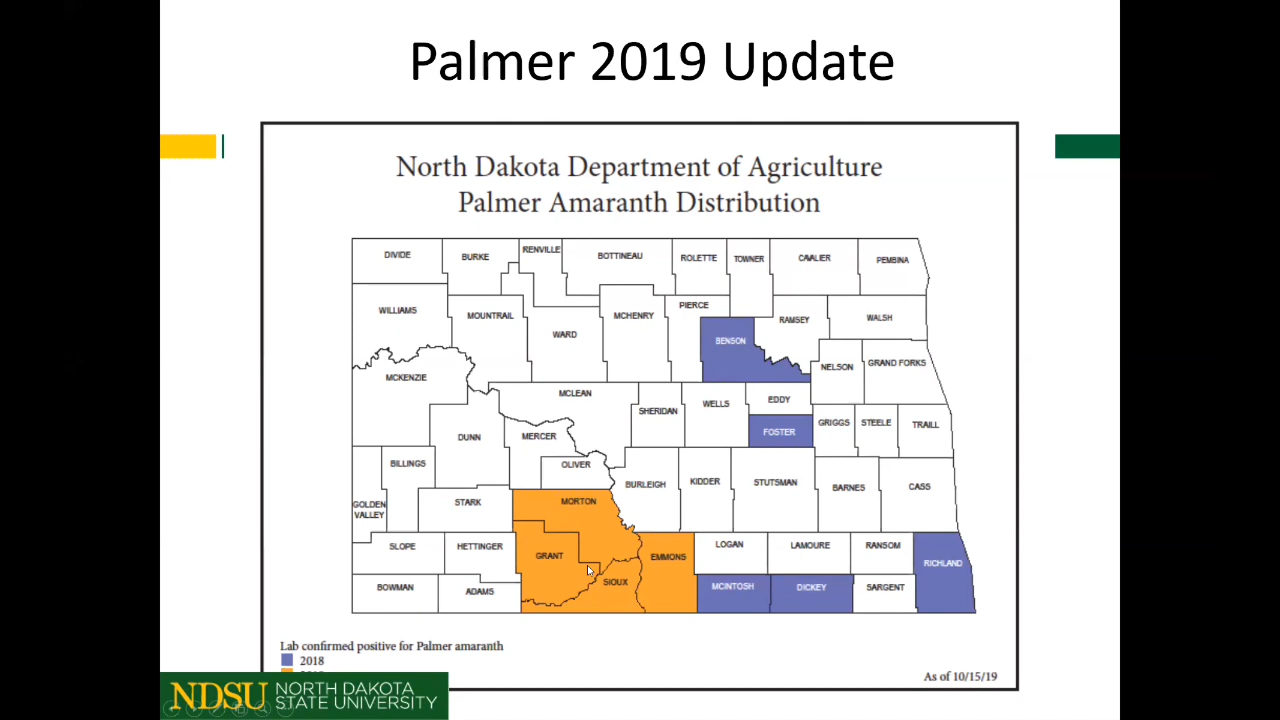 Palmer 2019 Update
North Dakota Department of Agriculture
Palmer Amaranth Distribution
DIVIDE
BURKE
RENVILLE
BOTTINEAU
ROLETTE
TOWNER
CAVALIER
PEMBINA
WILLIAMS
MOUNTRAIL
WARD
MCHENRY
PIERCE
BENSON
RAMSEY
WALSH
MCKENZIE
NELSON
GRAND FORKS
DUNN
MCLEAN
MERCER
OLIVER
SHERIDAN
WELLS
EDDY
FOSTER
GRIGGS
STEELE
TRAILL
BILLINGS
GOLDEN
VALLEY
STARK
MORTON
BURLEIGH
KIDDER
STUTSMAN
BARNES
CASS
SLOPE
HETTINGER
GRANT
SIOUX
EMMONS
LOGAN
LAMOURE
RANSOM
RICHLAND
BOWMAN
ADAMS
MCINTOSH
DICKEY
SARGENT
Lab confirmed positive for Palmer amaranth
2018
As of 10/15/19
NDSU
NORTH DAKOTA
STATE UNIVERSITY